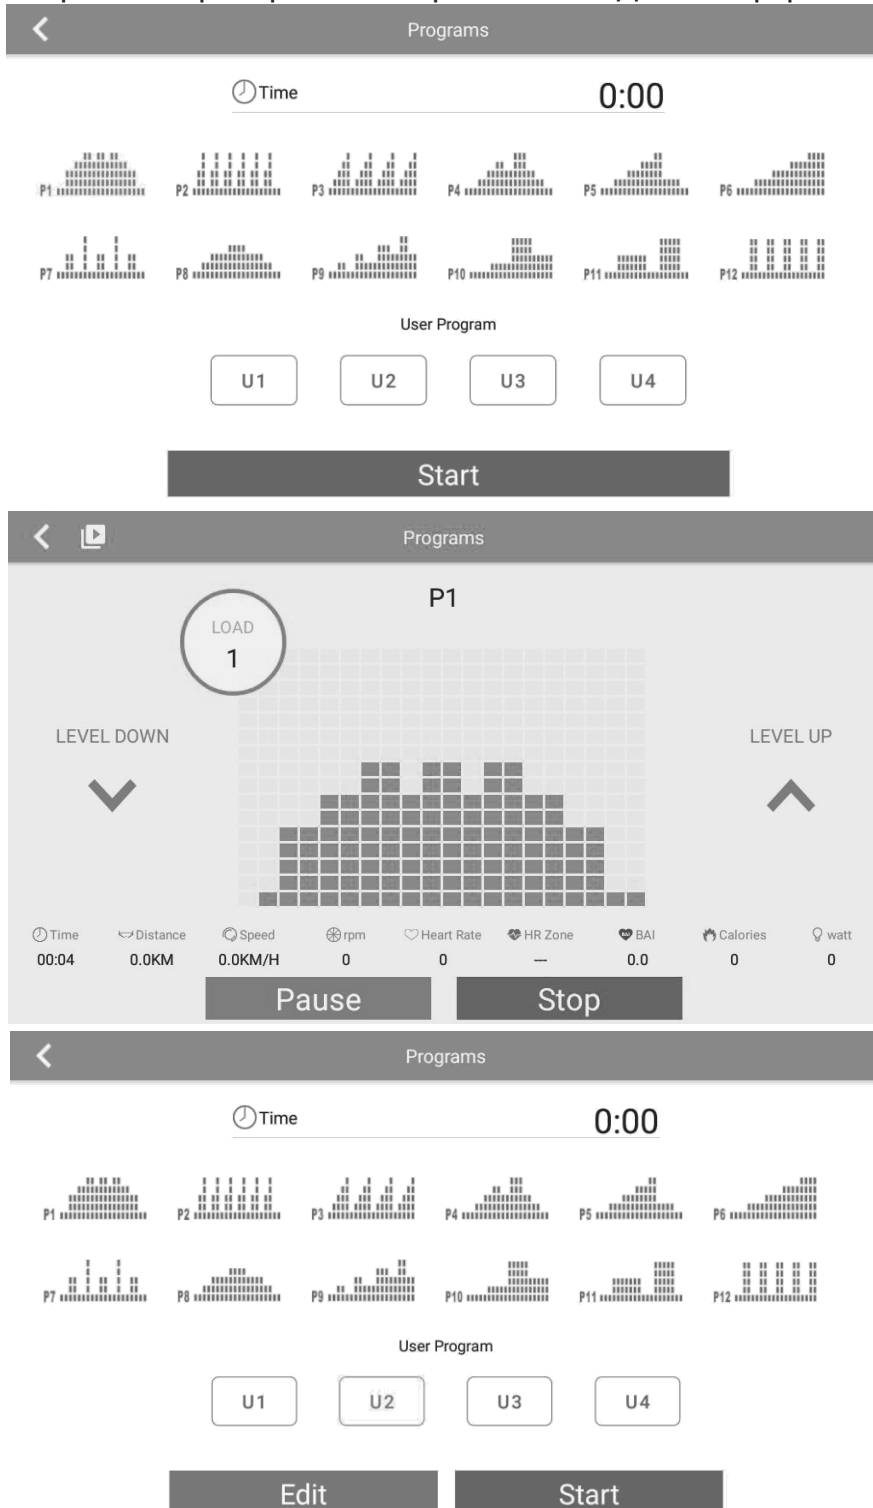 Programs
Time 0:00
P1 P2 P3 P4 P5 P6
P7 P8 P9 P10 P11 P12
User Program
U1 U2 U3 U4
Start
Programs
P1
LOAD
1
LEVEL DOWN LEVEL UP
Time Distance Speed rpm Heart Rate HR Zone BAI Calories watt
00:04 0.0KM 0.0KM/H 0 0 --- 0.0 0 0
Pause Stop
Programs
Time 0:00
P1 P2 P3 P4 P5 P6
P7 P8 P9 P10 P11 P12
User Program
U1 U2 U3 U4
Edit Start